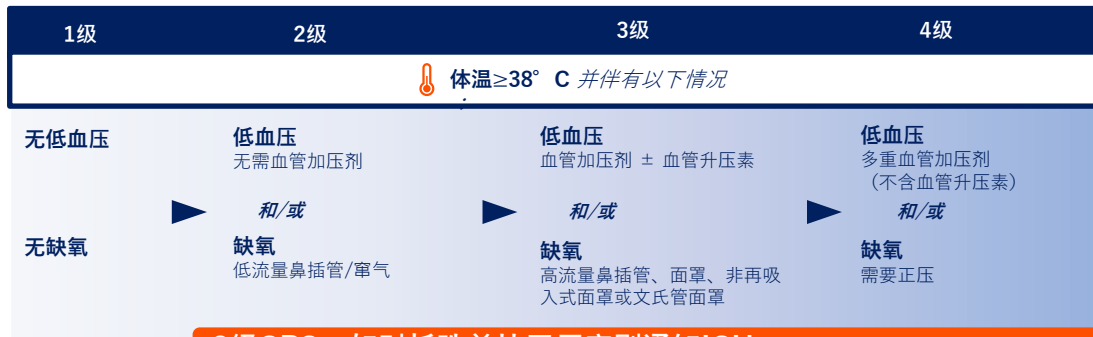 1级 2级 3级 4级
体温≥38°C 并伴有以下情况
无低血压
低血压
无需血管加压剂
低血压
血管加压剂 ± 血管升压素
低血压
多重血管加压剂
（不含血管升压素）
和/或 和/或 和/或
无缺氧
缺氧
低流量鼻插管/窜气
缺氧
高流量鼻插管、面罩、非再吸
入式面罩或文氏管面罩
缺氧
需要正压